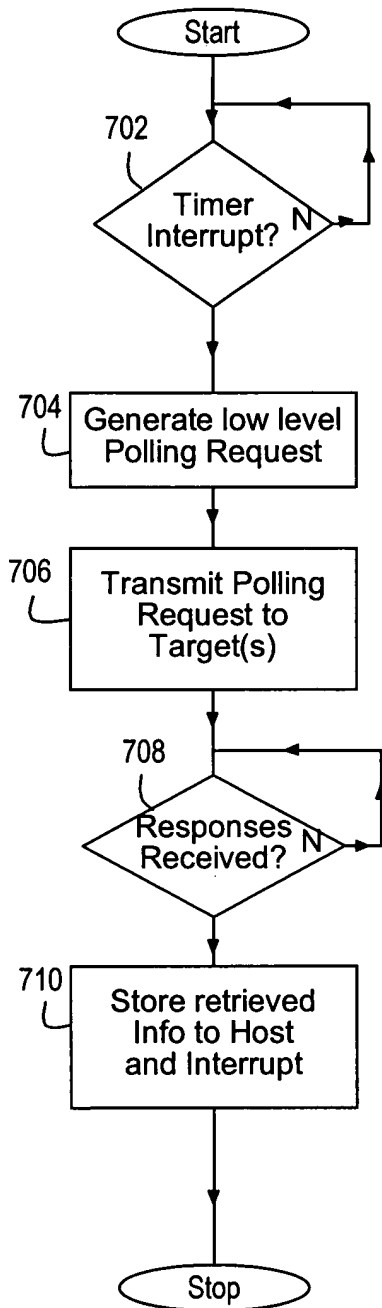 Start
702
Timer
Interrupt?
N
704
Generate low level
Polling Request
706
Transmit Polling
Request to
Target(s)
708
Responses
Received?
N
710
Store retrieved
Info to Host
and Interrupt
Stop